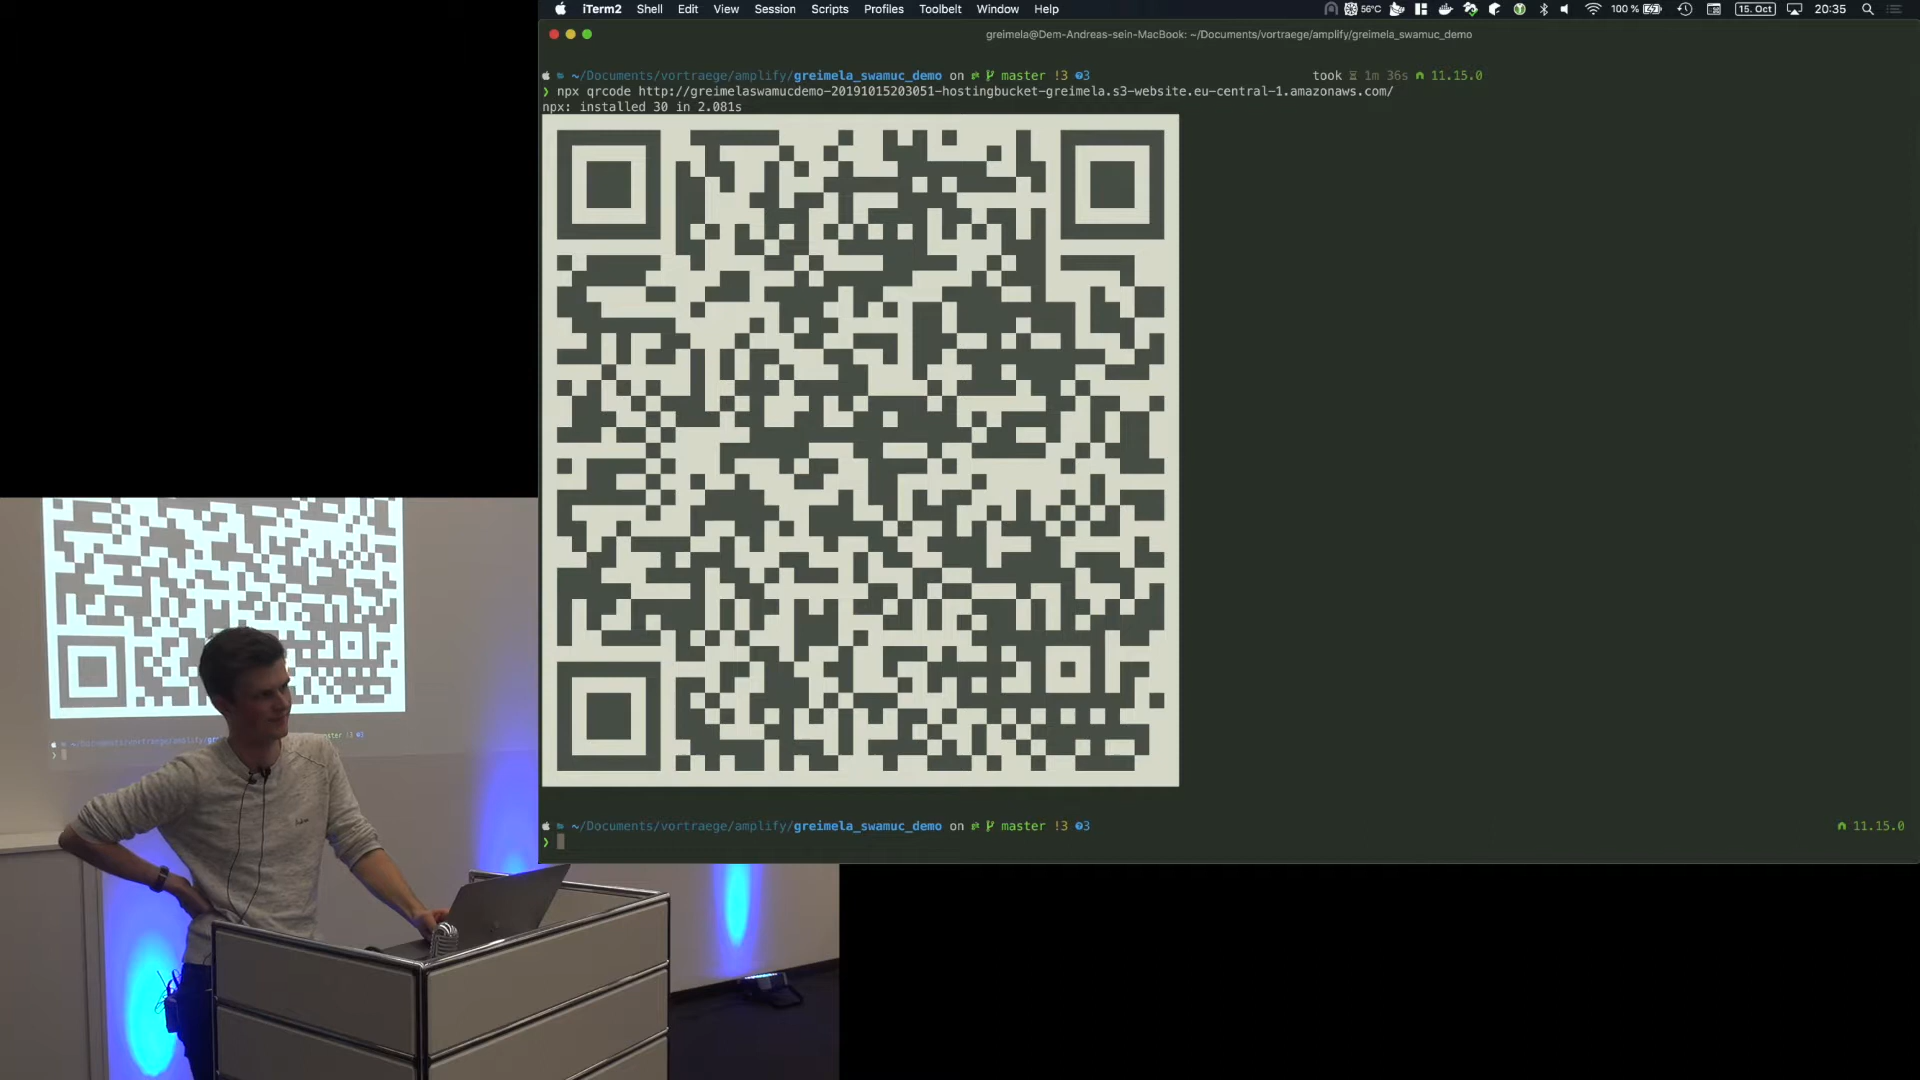 iTerm2 Shell Edit View Session Scripts Profiles Toolbelt Window Help 56°C 100 % 15. Oct 20:35
greimela@Dem-Andreas-sein-MacBook: ~/Documents/vortraege/amplify/greimela_swamuc_demo
~/Documents/vortraege/amplify/greimela_swamuc_demo on master !3 ?3 took 1m 36s 11.15.0
❯ npx qrcode http://greimelaswamucdemo-20191015203051-hostingbucket-greimela.s3-website.eu-central-1.amazonaws.com/
npx: installed 30 in 2.081s
~/Documents/vortraege/amplify/greimela_swamuc_demo on master !3 ?3 11.15.0
❯